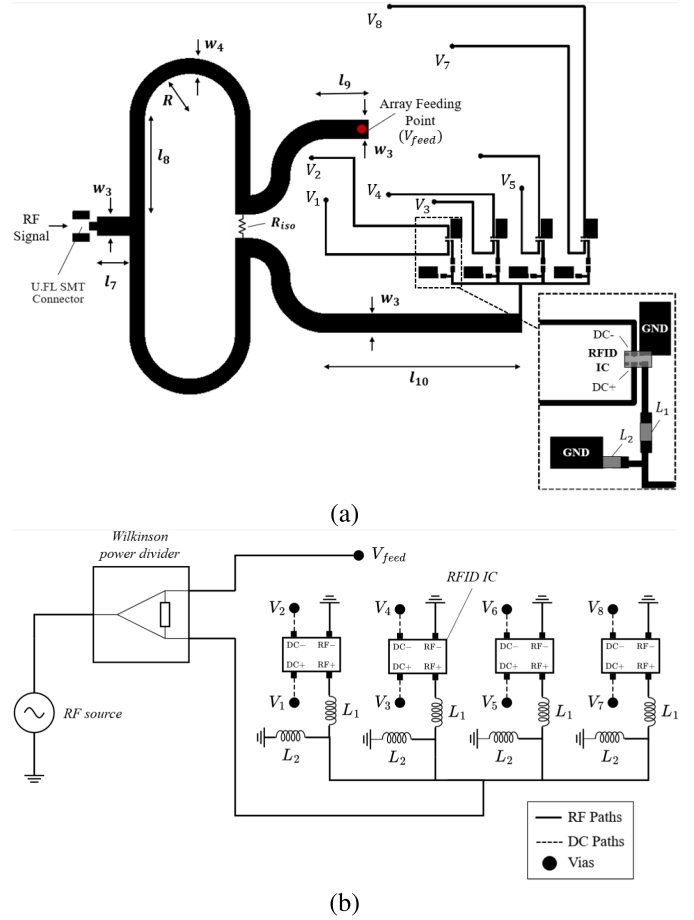 V₈
w₄
V₇
l₉
R
Array Feeding
Point
(V_feed)
l₈
w₃
V₂
w₃
V₄
V₅
V₁
V₃
RF
Signal
R_iso
U.FL SMT
Connector
l₇
w₃
l₁₀
GND
DC-
RFID
IC
DC+
L₁
GND
L₂
(a)
Wilkinson
power divider
V_feed
RFID IC
V₂
V₄
V₆
V₈
DC− RF−
DC+ RF+
DC− RF−
DC+ RF+
DC− RF−
DC+ RF+
DC− RF−
DC+ RF+
V₁
V₃
V₅
V₇
L₁
L₁
L₁
L₁
RF source
L₂
L₂
L₂
L₂
RF Paths
DC Paths
Vias
(b)